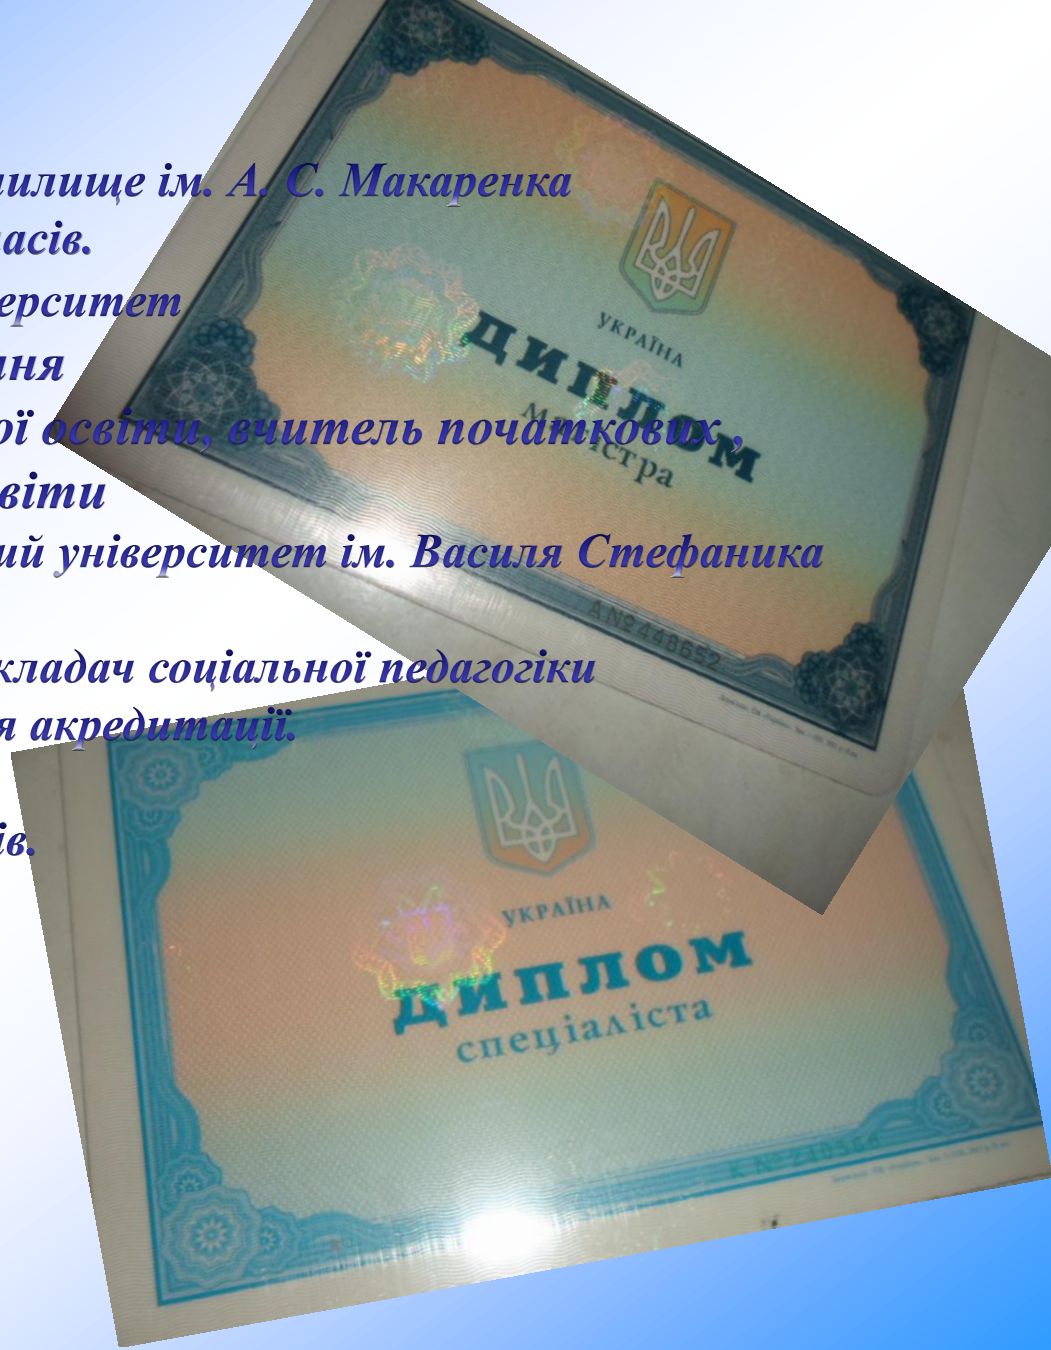 илище ім. А. С. Макаренка
асів.
ерситет
ння
ої освіти, вчитель початкових ,
віти
ий університет ім. Василя Стефаника
кладач соціальної педагогіки
я акредитації.
ів.
УКРАЇНА
ДИПЛОМ
магістра
А№448652
УКРАЇНА
ДИПЛОМ
спеціаліста